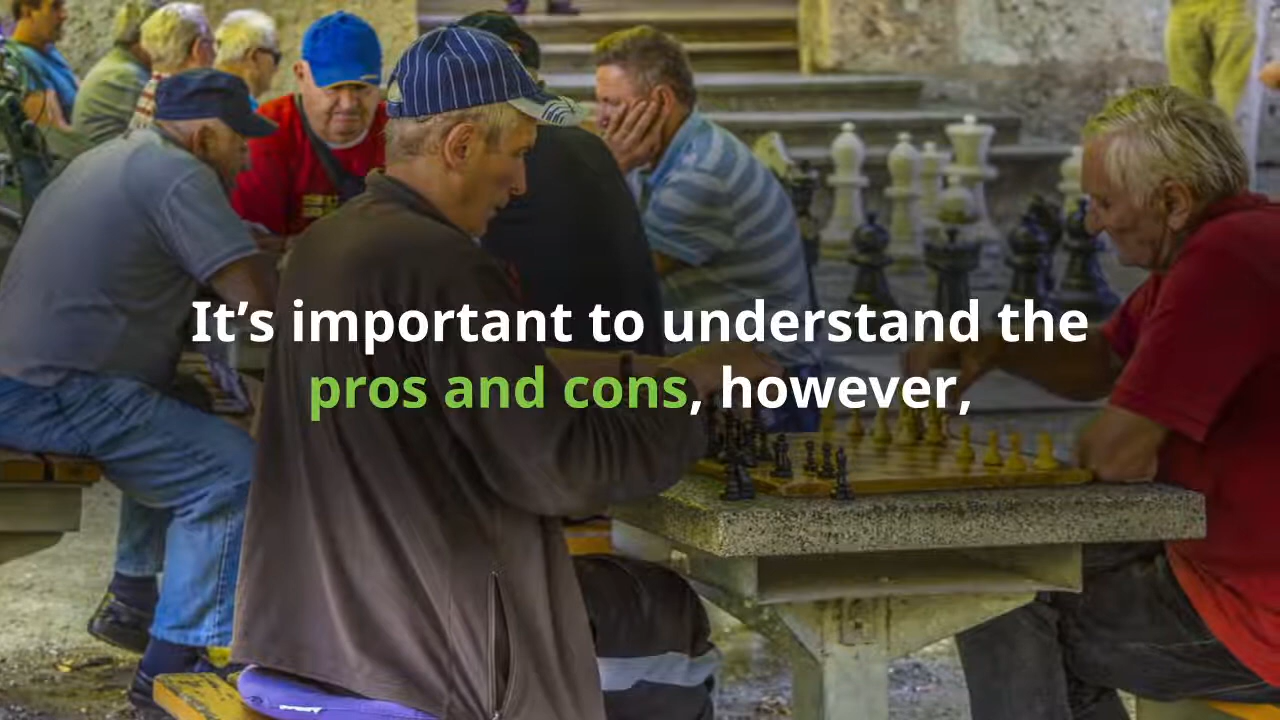 It’s important to understand the
pros and cons, however,